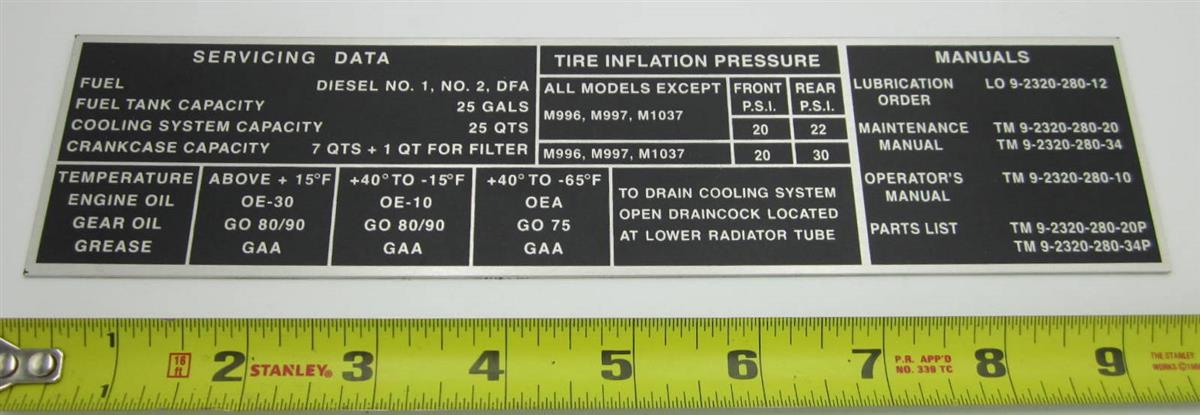 SERVICING DATA
FUEL DIESEL NO. 1, NO. 2, DFA
FUEL TANK CAPACITY 25 GALS
COOLING SYSTEM CAPACITY 25 QTS
CRANKCASE CAPACITY 7 QTS + 1 QT FOR FILTER
TEMPERATURE ABOVE + 15°F +40°TO -15°F +40°TO -65°F
ENGINE OIL OE-30 OE-10 OEA
GEAR OIL GO 80/90 GO 80/90 GO 75
GREASE GAA GAA GAA
TIRE INFLATION PRESSURE
ALL MODELS EXCEPT FRONT REAR
M996, M997, M1037 P.S.I. P.S.I.
20 22
M996, M997, M1037 20 30
TO DRAIN COOLING SYSTEM
OPEN DRAINCOCK LOCATED
AT LOWER RADIATOR TUBE
MANUALS
LUBRICATION LO 9-2320-280-12
ORDER
MAINTENANCE TM 9-2320-280-20
MANUAL TM 9-2320-280-34
OPERATOR'S TM 9-2320-280-10
MANUAL
PARTS LIST TM 9-2320-280-20P
TM 9-2320-280-34P
1
16 ft 2 STANLEY® 3 4 5 6 7 P.R. APP'D NO. 339 TC 8 9 THE STANLEY
1